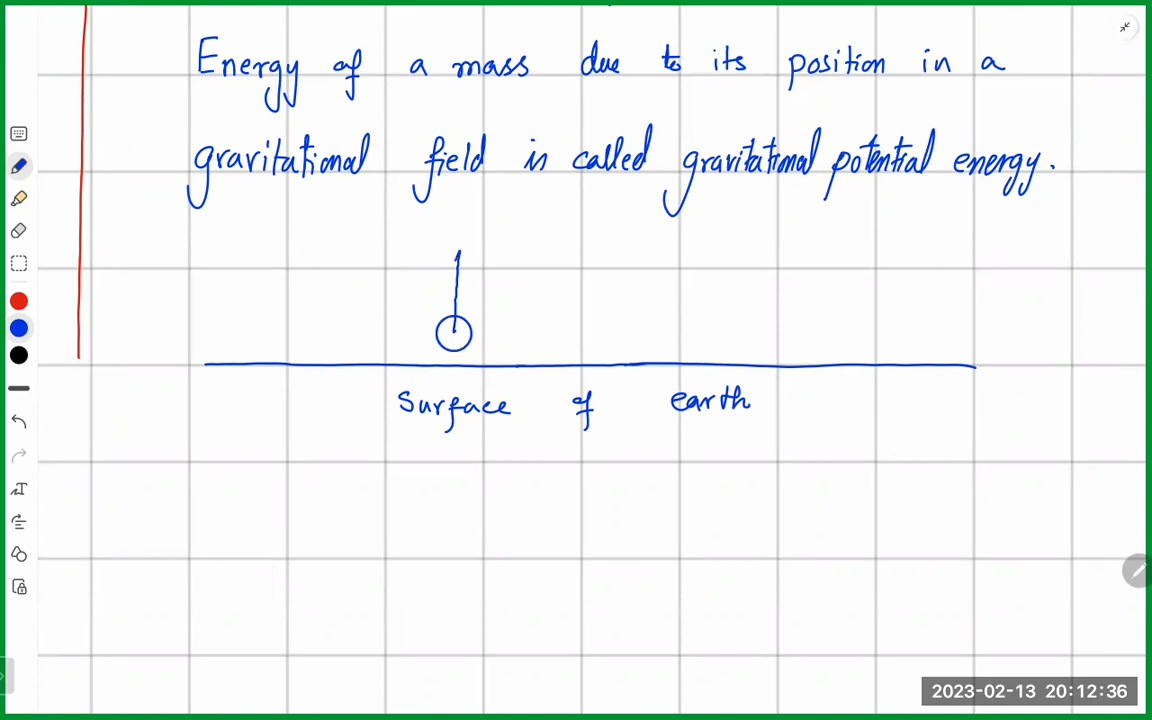 Energy of a mass due to its position in a
gravitational field is called gravitational potential energy.
Surface of earth
2023-02-13 20:12:36